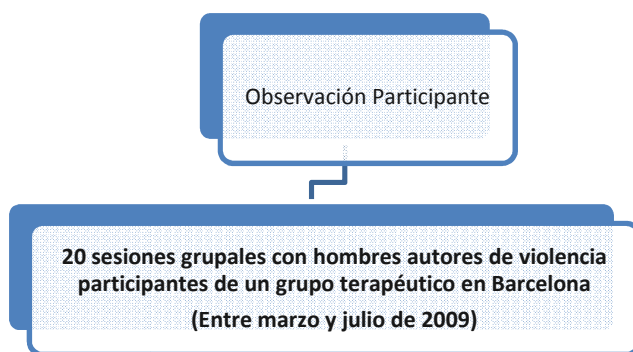 Observación Participante
20 sesiones grupales con hombres autores de violencia
participantes de un grupo terapéutico en Barcelona
(Entre marzo y julio de 2009)